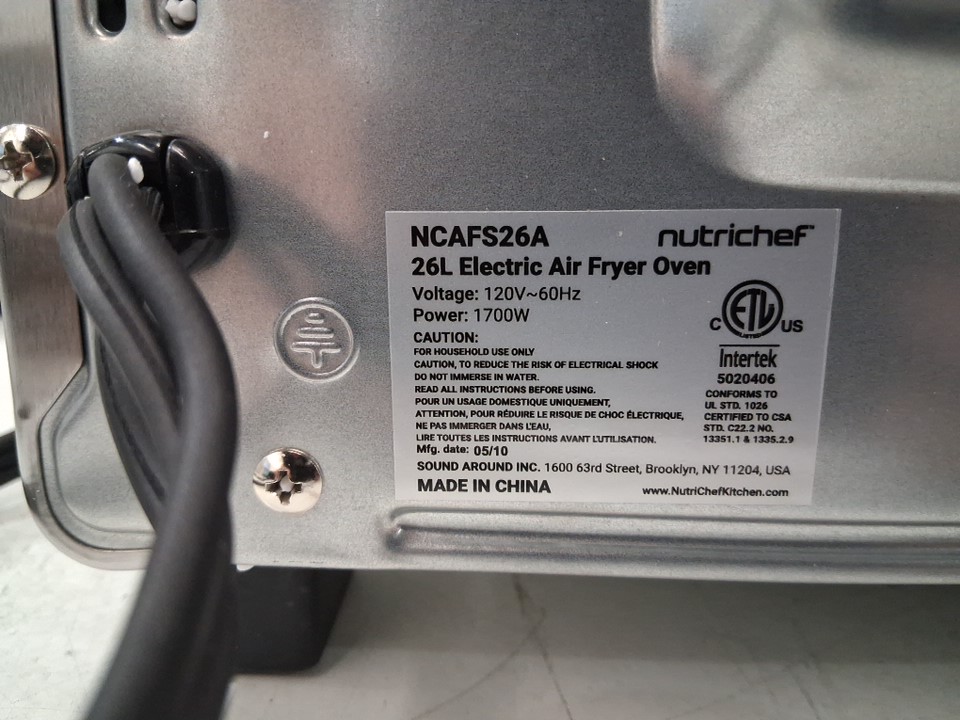 NCAFS26A
nutrichef™
26L Electric Air Fryer Oven
Voltage: 120V~60Hz
Power: 1700W
CAUTION:
FOR HOUSEHOLD USE ONLY
CAUTION, TO REDUCE THE RISK OF ELECTRICAL SHOCK
DO NOT IMMERSE IN WATER.
READ ALL INSTRUCTIONS BEFORE USING.
POUR UN USAGE DOMESTIQUE UNIQUEMENT,
ATTENTION, POUR RÉDUIRE LE RISQUE DE CHOC ÉLECTRIQUE,
NE PAS IMMERGER DANS L'EAU,
LIRE TOUTES LES INSTRUCTIONS AVANT L'UTILISATION.
Mfg. date: 05/10
C ETL US
LISTED
Intertek
5020406
CONFORMS TO
UL STD. 1026
CERTIFIED TO CSA
STD. C22.2 NO.
13351.1 & 1335.2.9
SOUND AROUND INC. 1600 63rd Street, Brooklyn, NY 11204, USA
MADE IN CHINA
www.NutriChefKitchen.com